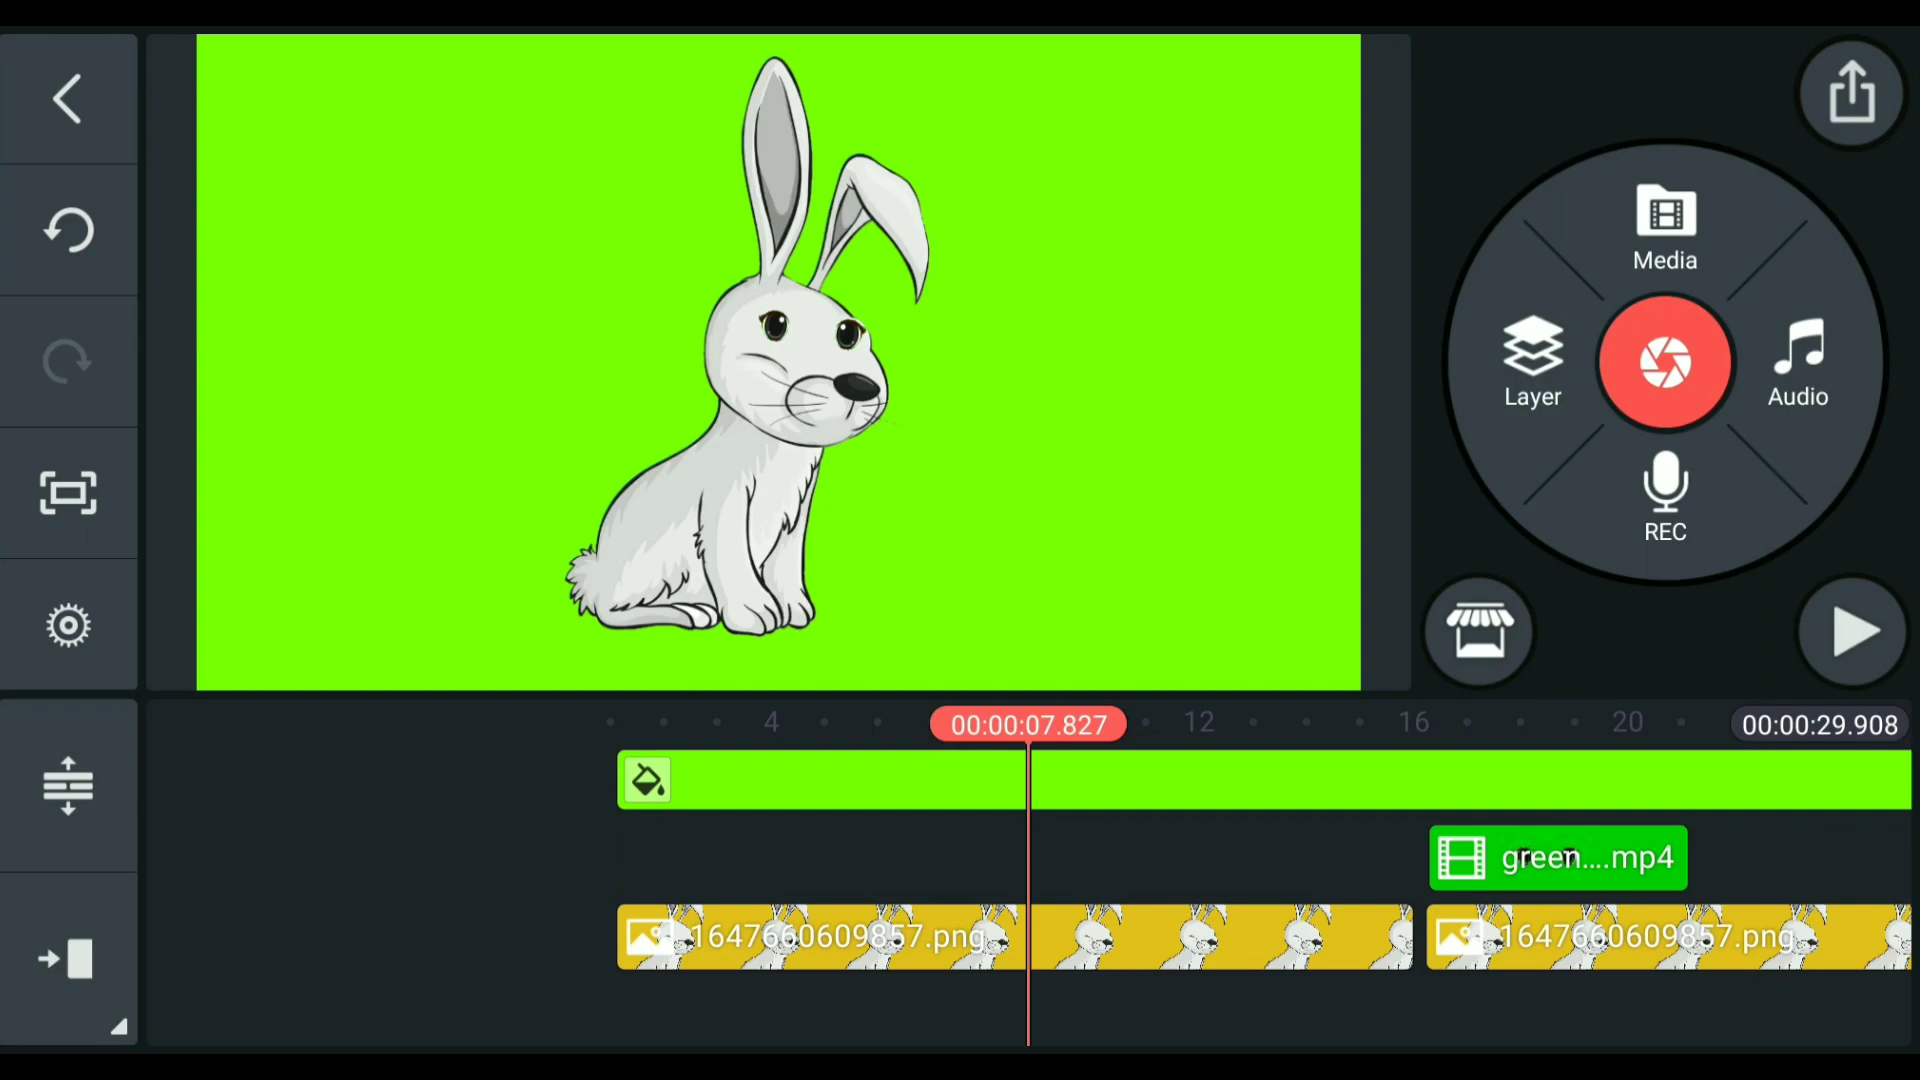 Media
Layer
Audio
REC
4
00:00:07.827
12
16
20
00:00:29.908
green....mp4
1647660609857.png
1647660609857.png